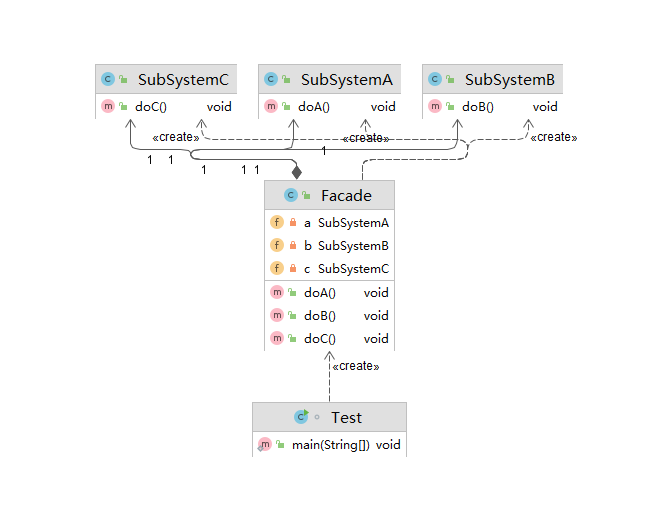 SubSystemC
doC() void
SubSystemA
doA() void
SubSystemB
doB() void
«create» «create» «create»
1 1 1 1 1 1
Facade
a SubSystemA
b SubSystemB
c SubSystemC
doA() void
doB() void
doC() void
«create»
Test
main(String[]) void